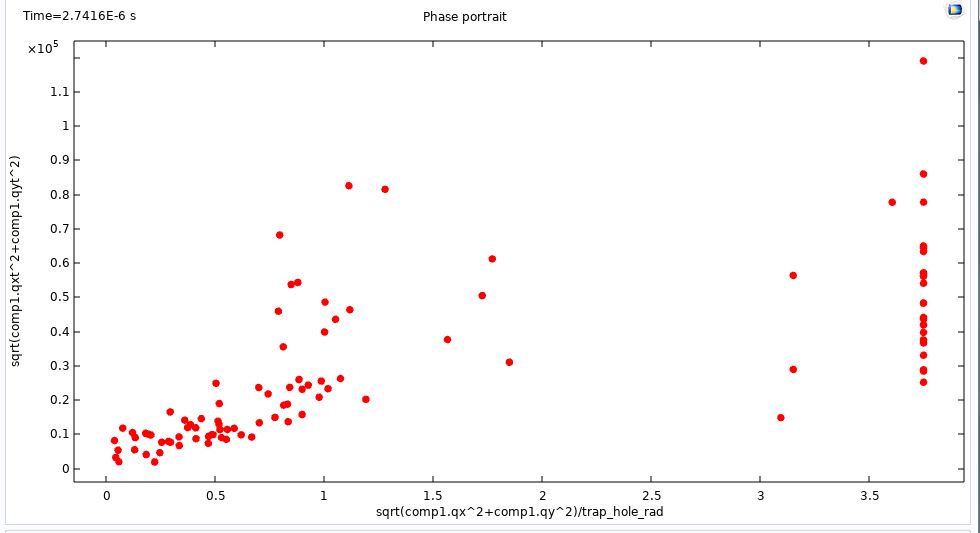 Time=2.7416E-6 s
Phase portrait
×10^5
1.1
1
0.9
0.8
0.7
0.6
0.5
0.4
0.3
0.2
0.1
0
sqrt(comp1.qxt^2+comp1.qyt^2)
0 0.5 1 1.5 2 2.5 3 3.5
sqrt(comp1.qx^2+comp1.qy^2)/trap_hole_rad